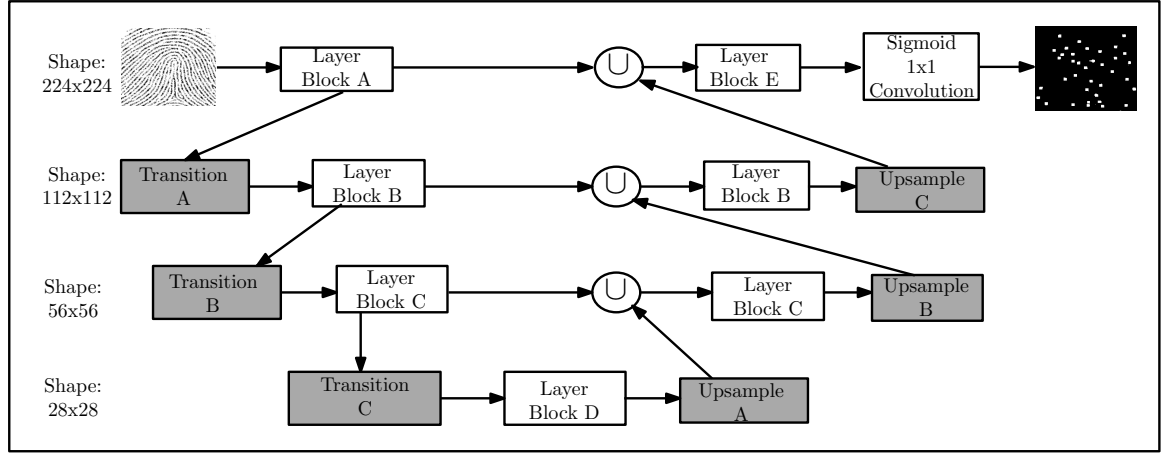 Shape:
224x224
Layer
Block A
∪
Layer
Block E
Sigmoid
1x1
Convolution
Shape:
112x112
Transition
A
Layer
Block B
∪
Layer
Block B
Upsample
C
Shape:
56x56
Transition
B
Layer
Block C
∪
Layer
Block C
Upsample
B
Shape:
28x28
Transition
C
Layer
Block D
Upsample
A